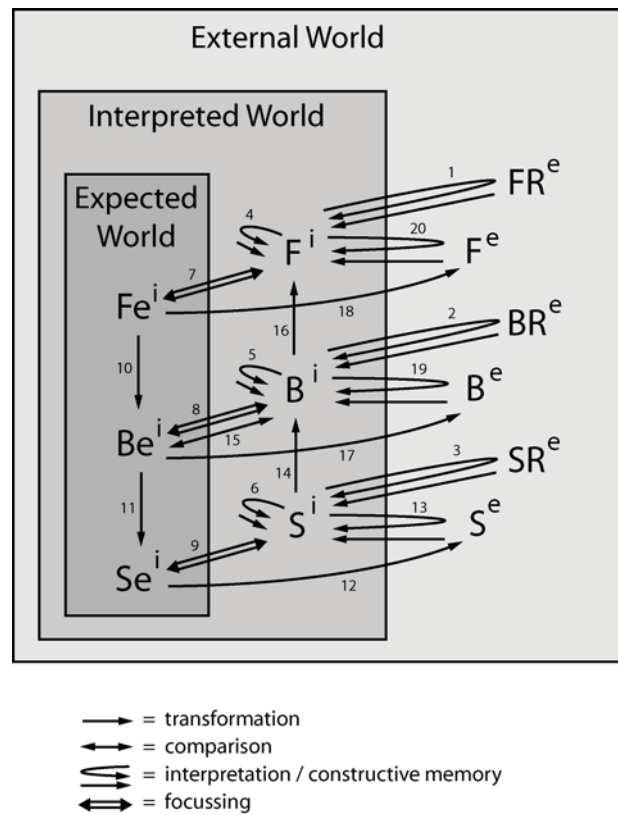 External World
Interpreted World
Expected World
1
FR^e
4
F^i
20
F^e
7
Fe^i
18
16
2
BR^e
10
5
B^i
19
B^e
8
Be^i
15
17
14
3
SR^e
11
6
S^i
13
S^e
9
Se^i
12
= transformation
= comparison
= interpretation / constructive memory
= focussing